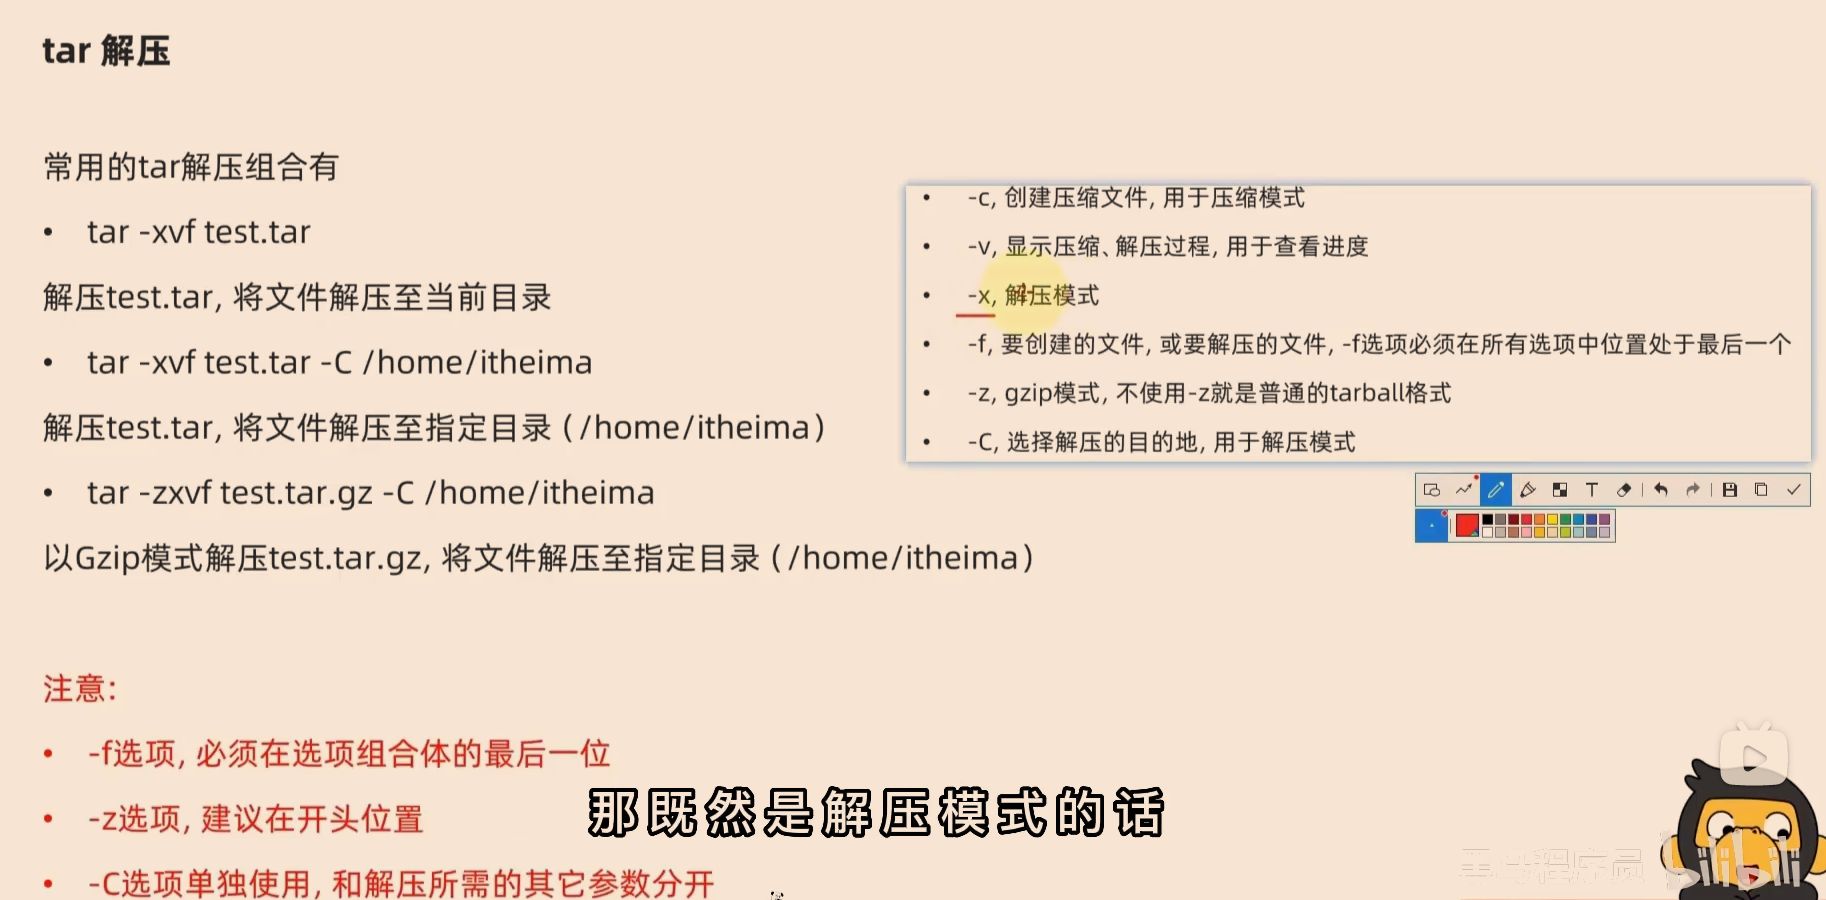 tar 解压
常用的tar解压组合有
• tar -xvf test.tar
解压test.tar, 将文件解压至当前目录
• tar -xvf test.tar -C /home/itheima
解压test.tar, 将文件解压至指定目录 (/home/itheima)
• tar -zxvf test.tar.gz -C /home/itheima
以Gzip模式解压test.tar.gz, 将文件解压至指定目录 (/home/itheima)
• -c, 创建压缩文件, 用于压缩模式
• -v, 显示压缩、解压过程, 用于查看进度
• -x, 解压模式
• -f, 要创建的文件, 或要解压的文件, -f选项必须在所有选项中位置处于最后一个
• -z, gzip模式, 不使用-z就是普通的tarball格式
• -C, 选择解压的目的地, 用于解压模式
T
注意:
• -f选项, 必须在选项组合体的最后一位
• -z选项, 建议在开头位置
• -C选项单独使用, 和解压所需的其它参数分开
那既然是解压模式的话
黑马程序员 bilibili